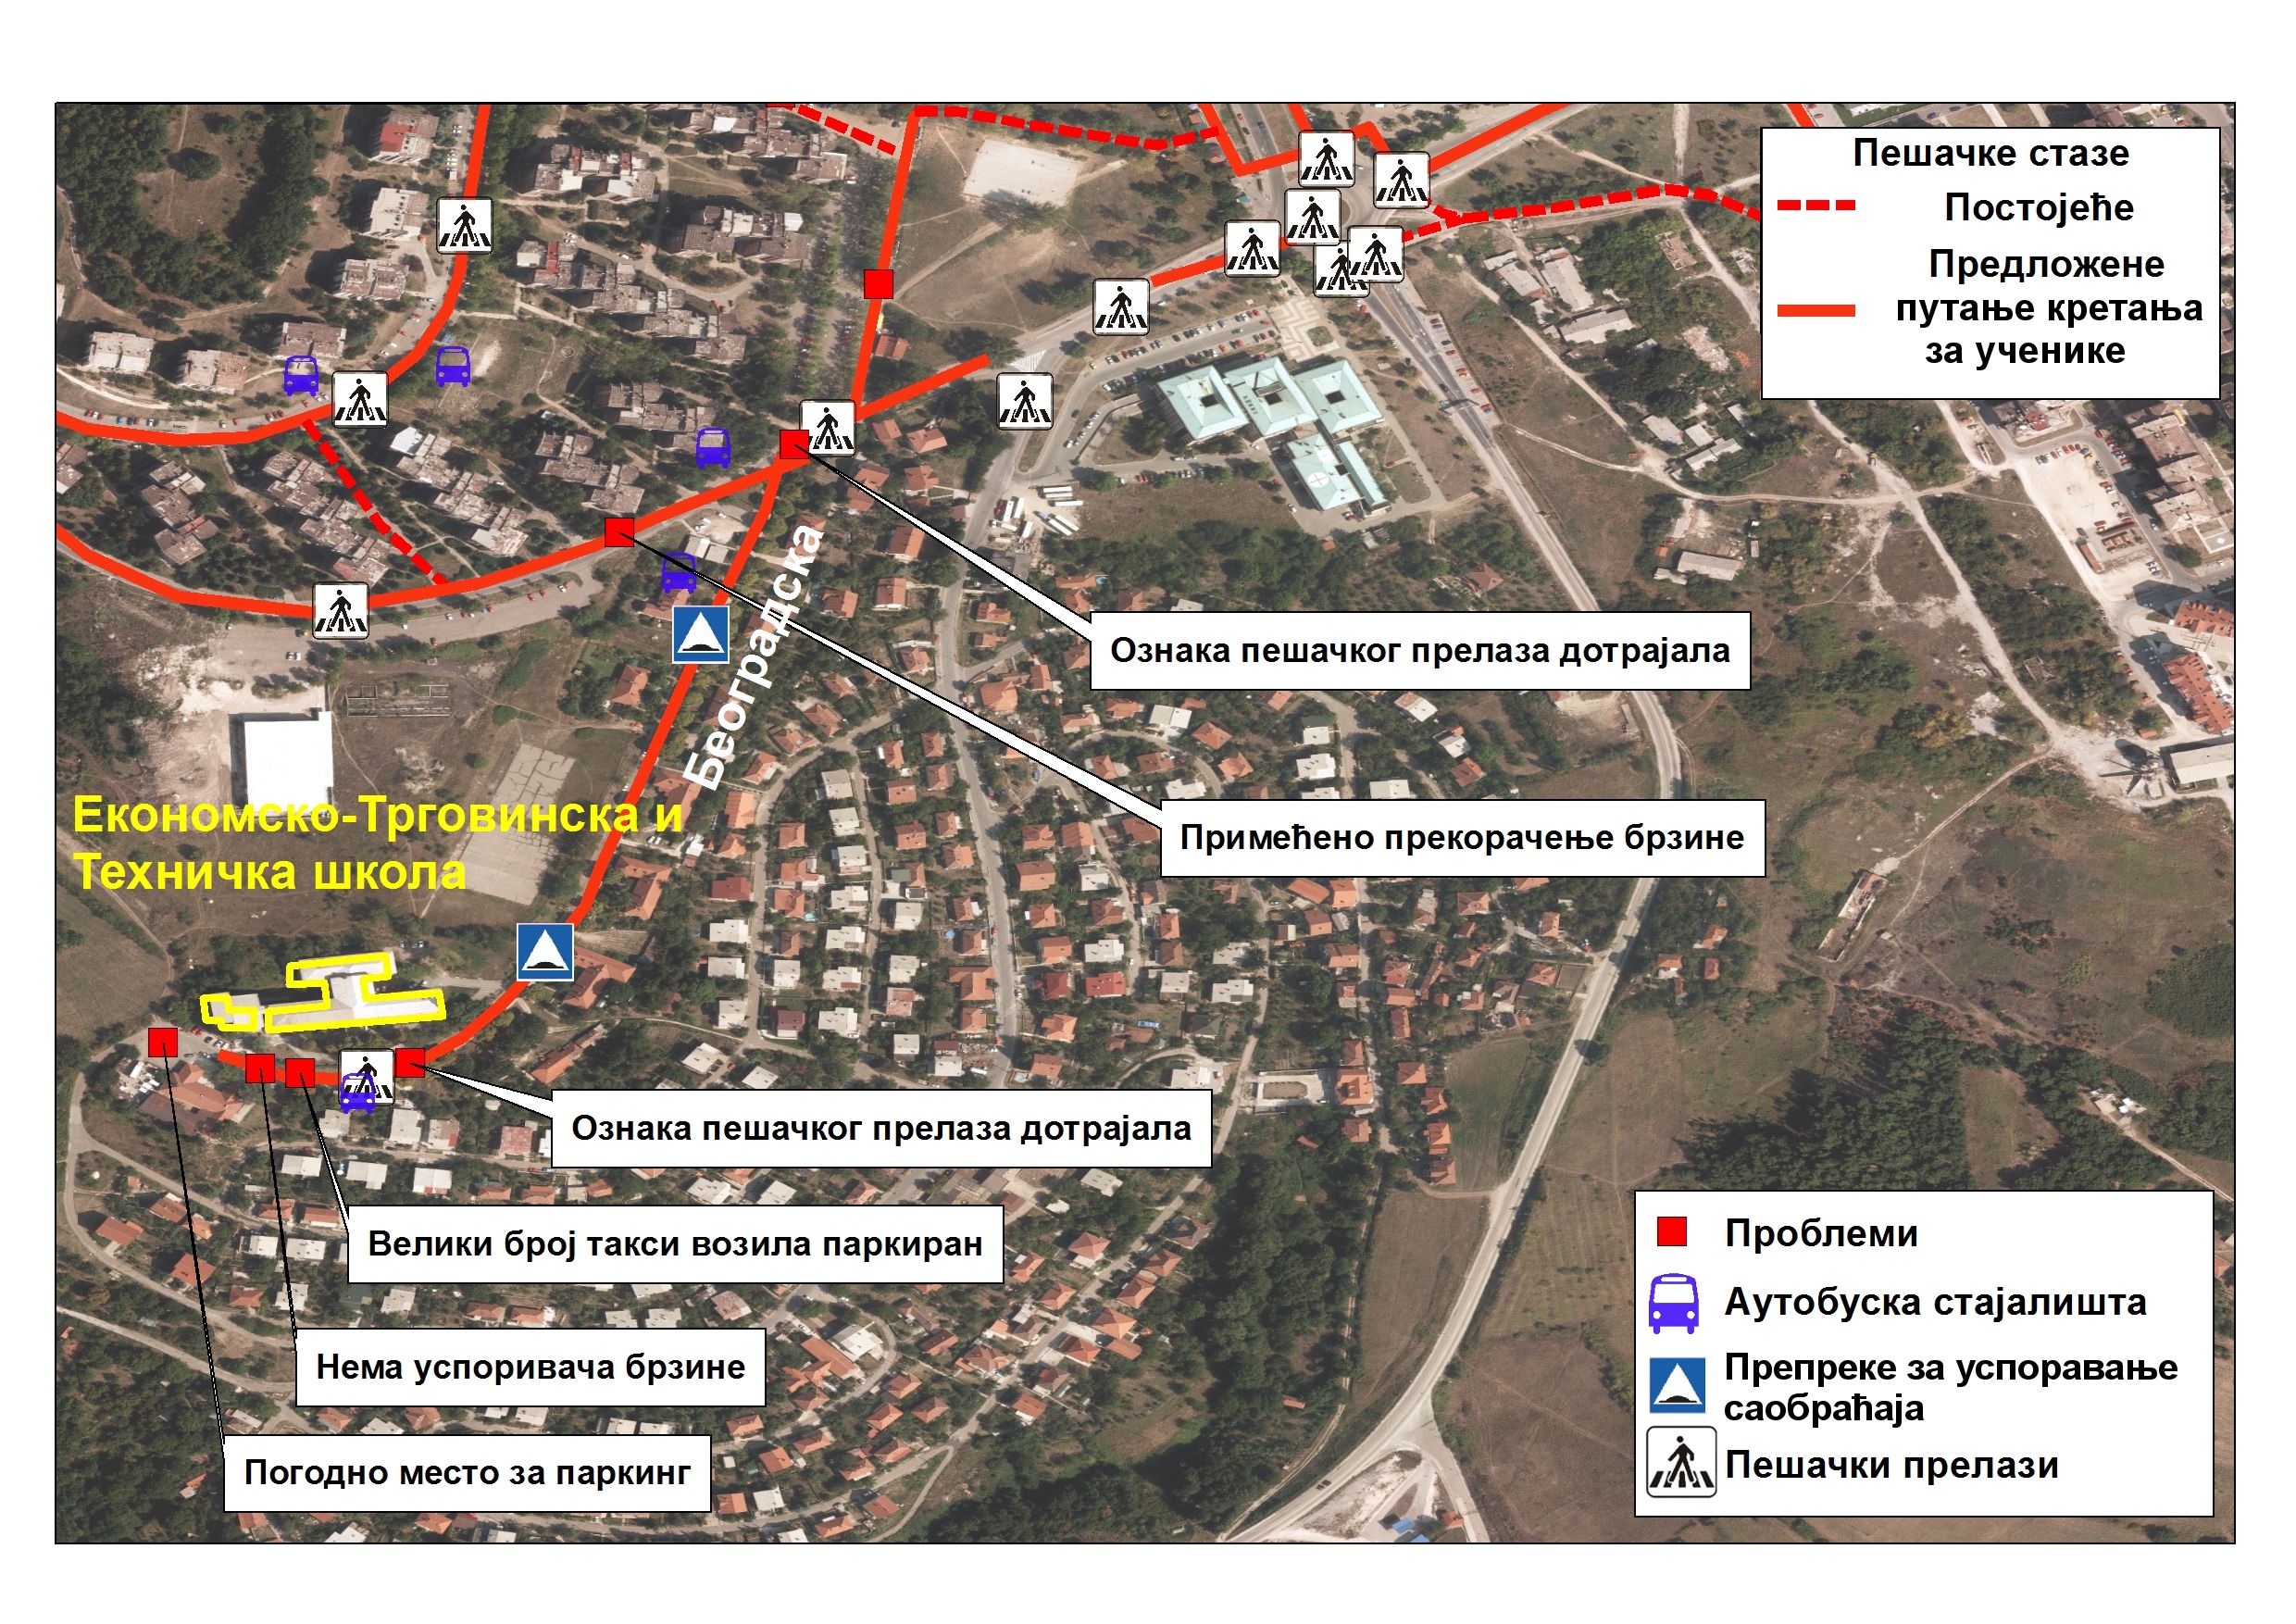 Пешачке стазе
Постојеће
Предложене
путање кретања
за ученике
Београдска
Ознака пешачког прелаза дотрајала
Примећено прекорачење брзине
Економско-Трговинска и
Техничка школа
Ознака пешачког прелаза дотрајала
Велики број такси возила паркиран
Нема успоривача брзине
Погодно место за паркинг
Проблеми
Аутобуска стајалишта
Препреке за успоравање
саобраћаја
Пешачки прелази